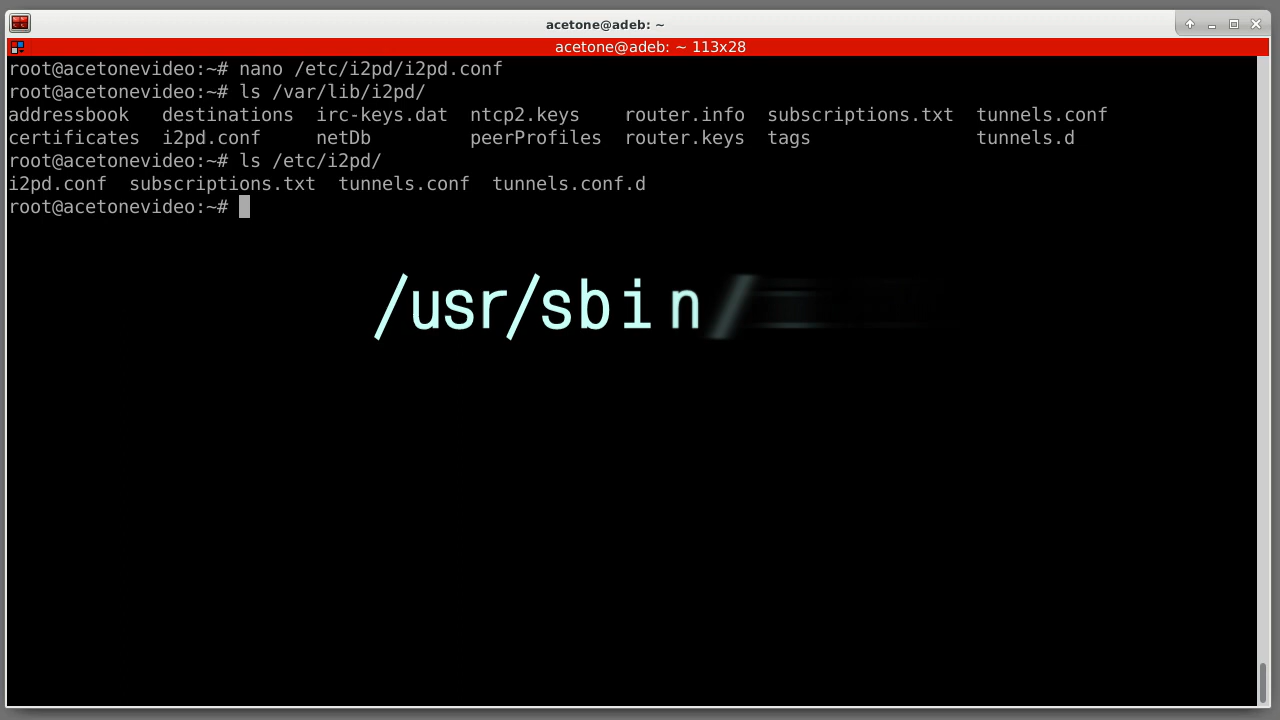 acetone@adeb: ~
acetone@adeb: ~ 113x28
root@acetonevideo:~# nano /etc/i2pd/i2pd.conf
root@acetonevideo:~# ls /var/lib/i2pd/
addressbook destinations irc-keys.dat ntcp2.keys router.info subscriptions.txt tunnels.conf
certificates i2pd.conf netDb peerProfiles router.keys tags tunnels.d
root@acetonevideo:~# ls /etc/i2pd/
i2pd.conf subscriptions.txt tunnels.conf tunnels.conf.d
root@acetonevideo:~#
/usr/sbin/